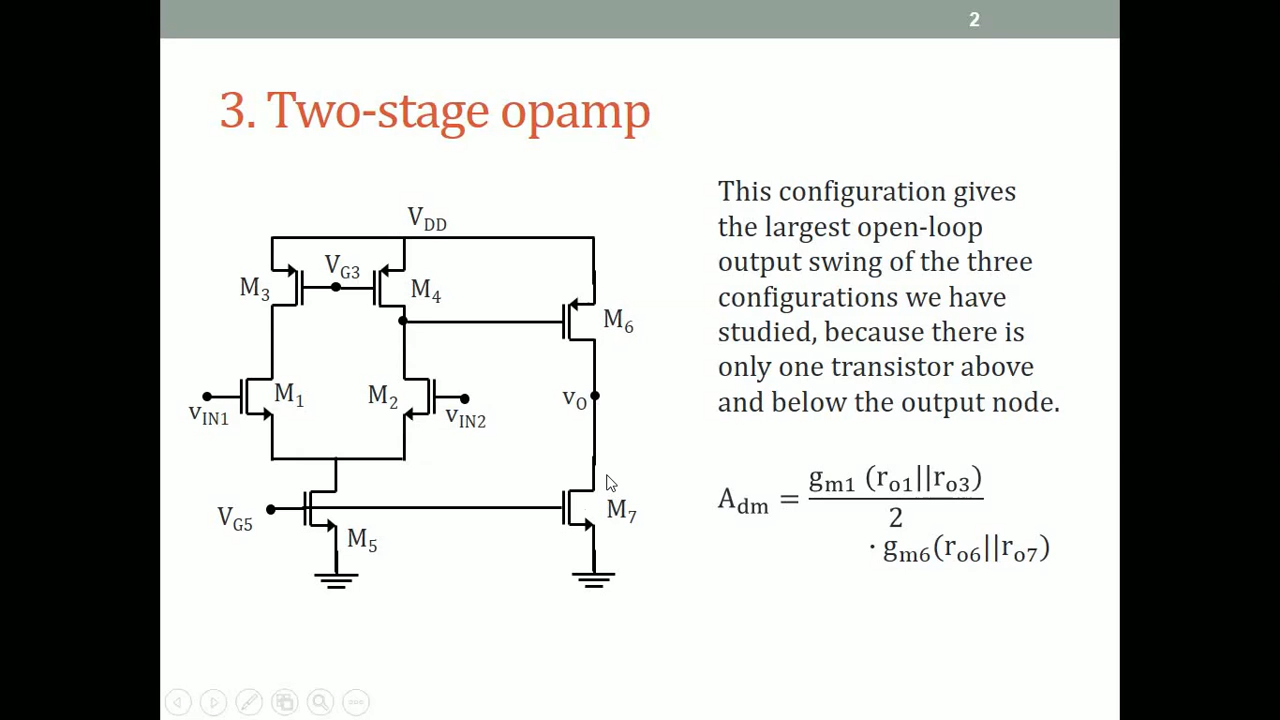 2
3. Two-stage opamp
V_DD
V_G3
M_3
M_4
M_6
M_1
M_2
v_IN1
v_IN2
v_O
V_G5
M_5
M_7
This configuration gives
the largest open-loop
output swing of the three
configurations we have
studied, because there is
only one transistor above
and below the output node.
A_dm = g_m1 (r_o1||r_o3) / 2
· g_m6(r_o6||r_o7)